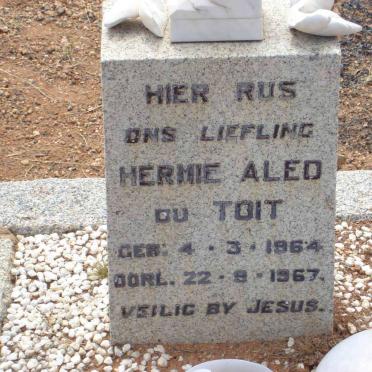 HIER RUS
ONS LIEFLING
HERMIE ALED
DU TOIT
GEB: 4 · 3 · 1964
OORL. 22 · 9 · 1967.
VEILIG BY JESUS.